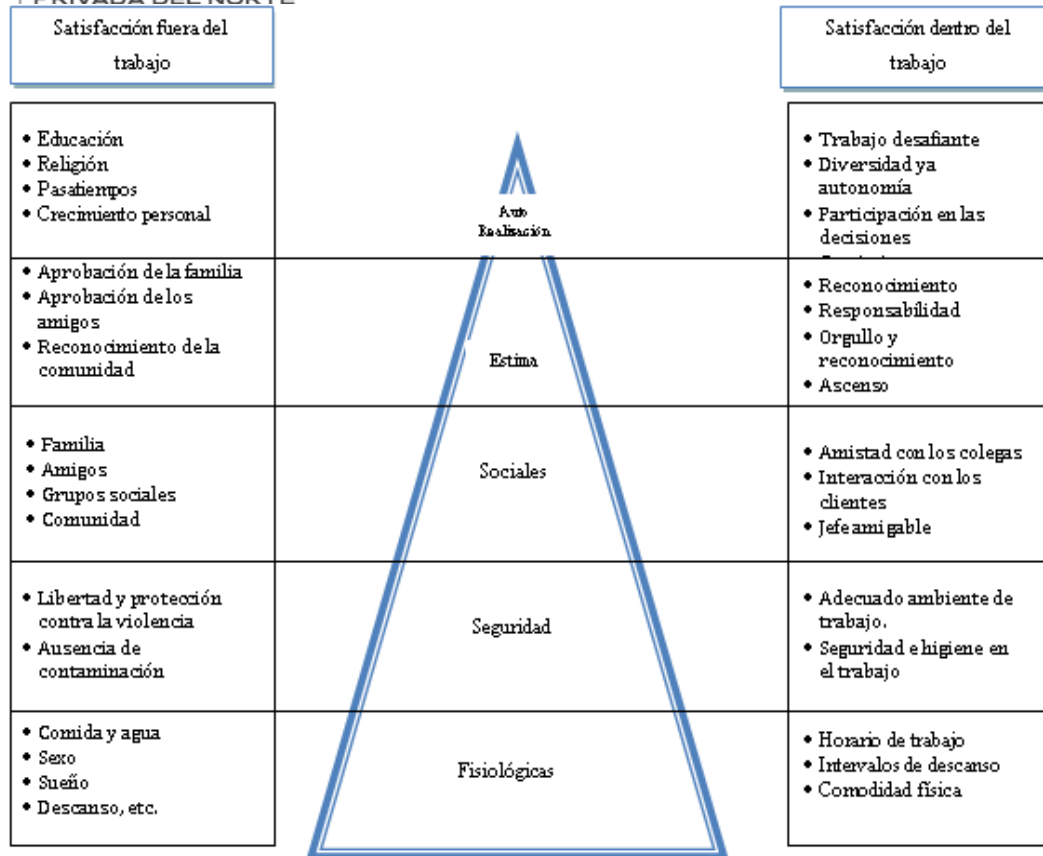 PRIVADA DEL NORTE
Satisfacción fuera del
trabajo
Satisfacción dentro del
trabajo
• Educación
• Religión
• Pasatiempos
• Crecimiento personal
Auto
Realización
• Trabajo desafiante
• Diversidad ya
autonomía
• Participación en las
decisiones
• Aprobación de la familia
• Aprobación de los
amigos
• Reconocimiento de la
comunidad
Estima
• Reconocimiento
• Responsabilidad
• Orgullo y
reconocimiento
• Ascenso
• Familia
• Amigos
• Grupos sociales
• Comunidad
Sociales
• Amistad con los colegas
• Interacción con los
clientes
• Jefe amigable
• Libertad y protección
contra la violencia
• Ausencia de
contaminación
Seguridad
• Adecuado ambiente de
trabajo.
• Seguridad e higiene en
el trabajo
• Comida y agua
• Sexo
• Sueño
• Descanso, etc.
Fisiológicas
• Horario de trabajo
• Intervalos de descanso
• Comodidad física